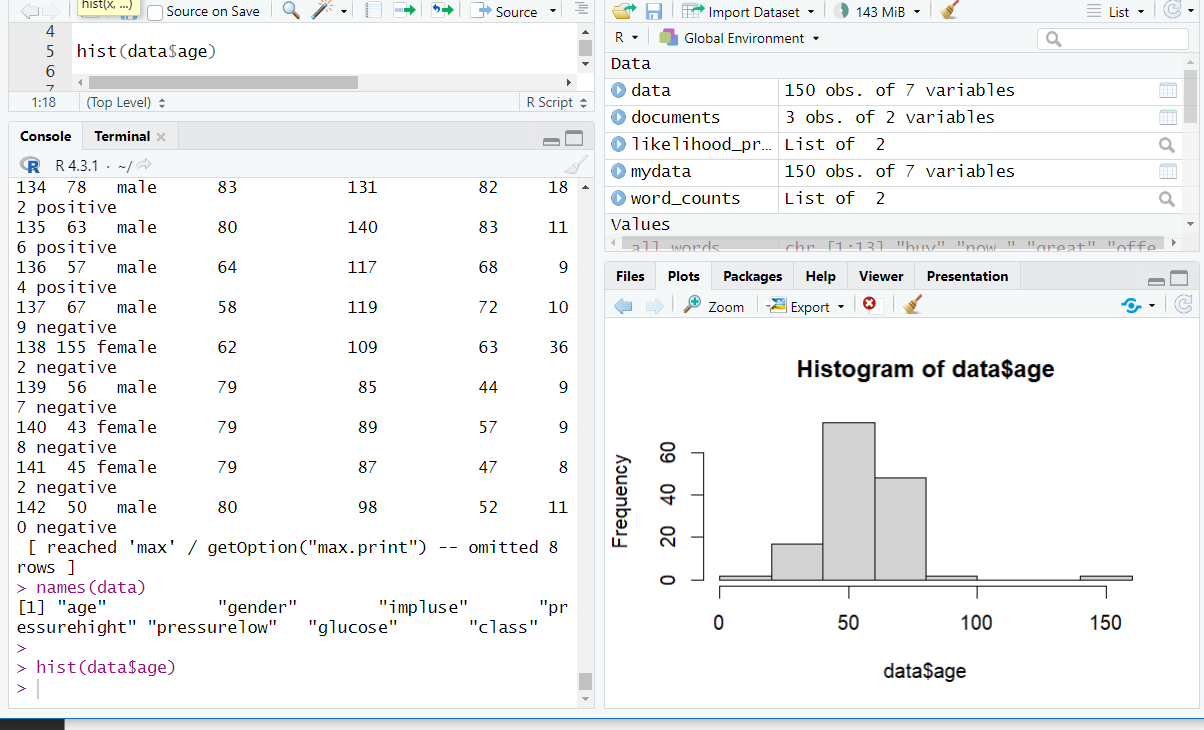 hist(x, ...)
Source on Save
Source
4
5 hist(data$age)
6
7
1:18 (Top Level) R Script
Console Terminal
R 4.3.1 · ~/
134 78 male 83 131 82 18
2 positive
135 63 male 80 140 83 11
6 positive
136 57 male 64 117 68 9
4 positive
137 67 male 58 119 72 10
9 negative
138 155 female 62 109 63 36
2 negative
139 56 male 79 85 44 9
7 negative
140 43 female 79 89 57 9
8 negative
141 45 female 79 87 47 8
2 negative
142 50 male 80 98 52 11
0 negative
[ reached 'max' / getOption("max.print") -- omitted 8
rows ]
> names(data)
[1] "age" "gender" "impluse" "pr
essurehight" "pressurelow" "glucose" "class"
>
> hist(data$age)
>
Import Dataset 143 MiB List
R Global Environment
Data
data 150 obs. of 7 variables
documents 3 obs. of 2 variables
likelihood_pr... List of 2
mydata 150 obs. of 7 variables
word_counts List of 2
Values
all_words chr [1:13] "buy" "now " "great" "offe
Files Plots Packages Help Viewer Presentation
Zoom Export
Histogram of data$age
Frequency
60
40
20
0
0 50 100 150
data$age